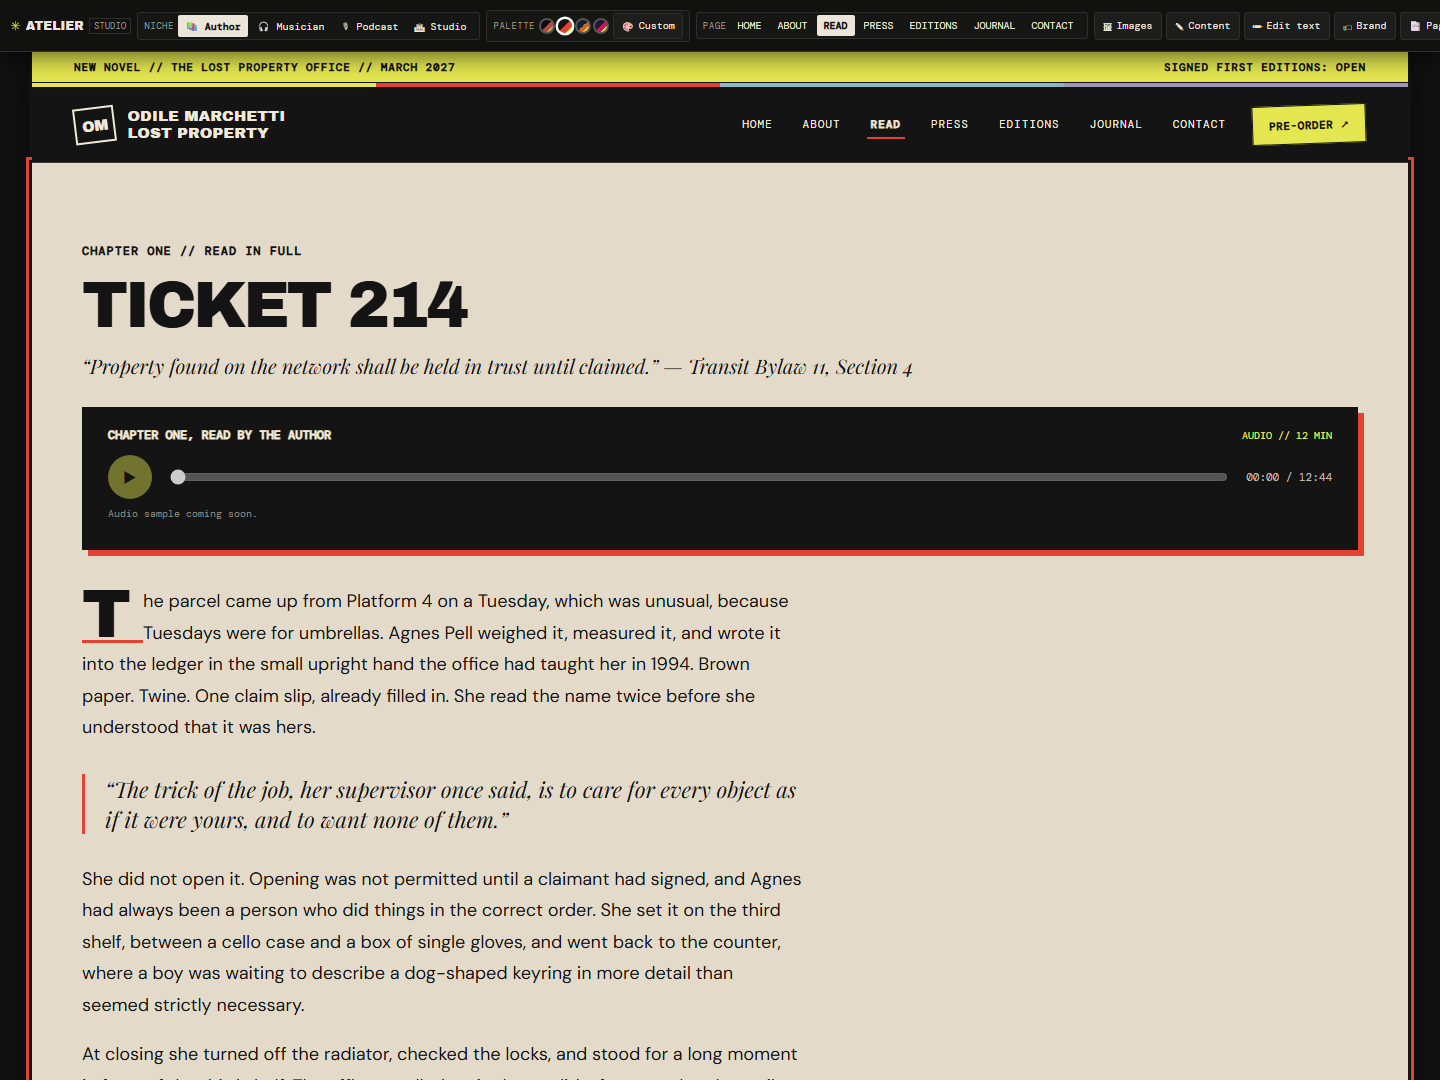 ATELIER STUDIO NICHE Author Musician Podcast Studio PALETTE Custom PAGE HOME ABOUT READ PRESS EDITIONS JOURNAL CONTACT Images Content Edit text Brand
NEW NOVEL // THE LOST PROPERTY OFFICE // MARCH 2027 SIGNED FIRST EDITIONS: OPEN
OM ODILE MARCHETTI
LOST PROPERTY
HOME ABOUT READ PRESS EDITIONS JOURNAL CONTACT PRE-ORDER ↗
CHAPTER ONE // READ IN FULL
TICKET 214
“Property found on the network shall be held in trust until claimed.” — Transit Bylaw 11, Section 4
CHAPTER ONE, READ BY THE AUTHOR AUDIO // 12 MIN
00:00 / 12:44
Audio sample coming soon.
The parcel came up from Platform 4 on a Tuesday, which was unusual, because
Tuesdays were for umbrellas. Agnes Pell weighed it, measured it, and wrote it
into the ledger in the small upright hand the office had taught her in 1994. Brown
paper. Twine. One claim slip, already filled in. She read the name twice before she
understood that it was hers.
“The trick of the job, her supervisor once said, is to care for every object as
if it were yours, and to want none of them.”
She did not open it. Opening was not permitted until a claimant had signed, and Agnes
had always been a person who did things in the correct order. She set it on the third
shelf, between a cello case and a box of single gloves, and went back to the counter,
where a boy was waiting to describe a dog-shaped keyring in more detail than
seemed strictly necessary.
At closing she turned off the radiator, checked the locks, and stood for a long moment